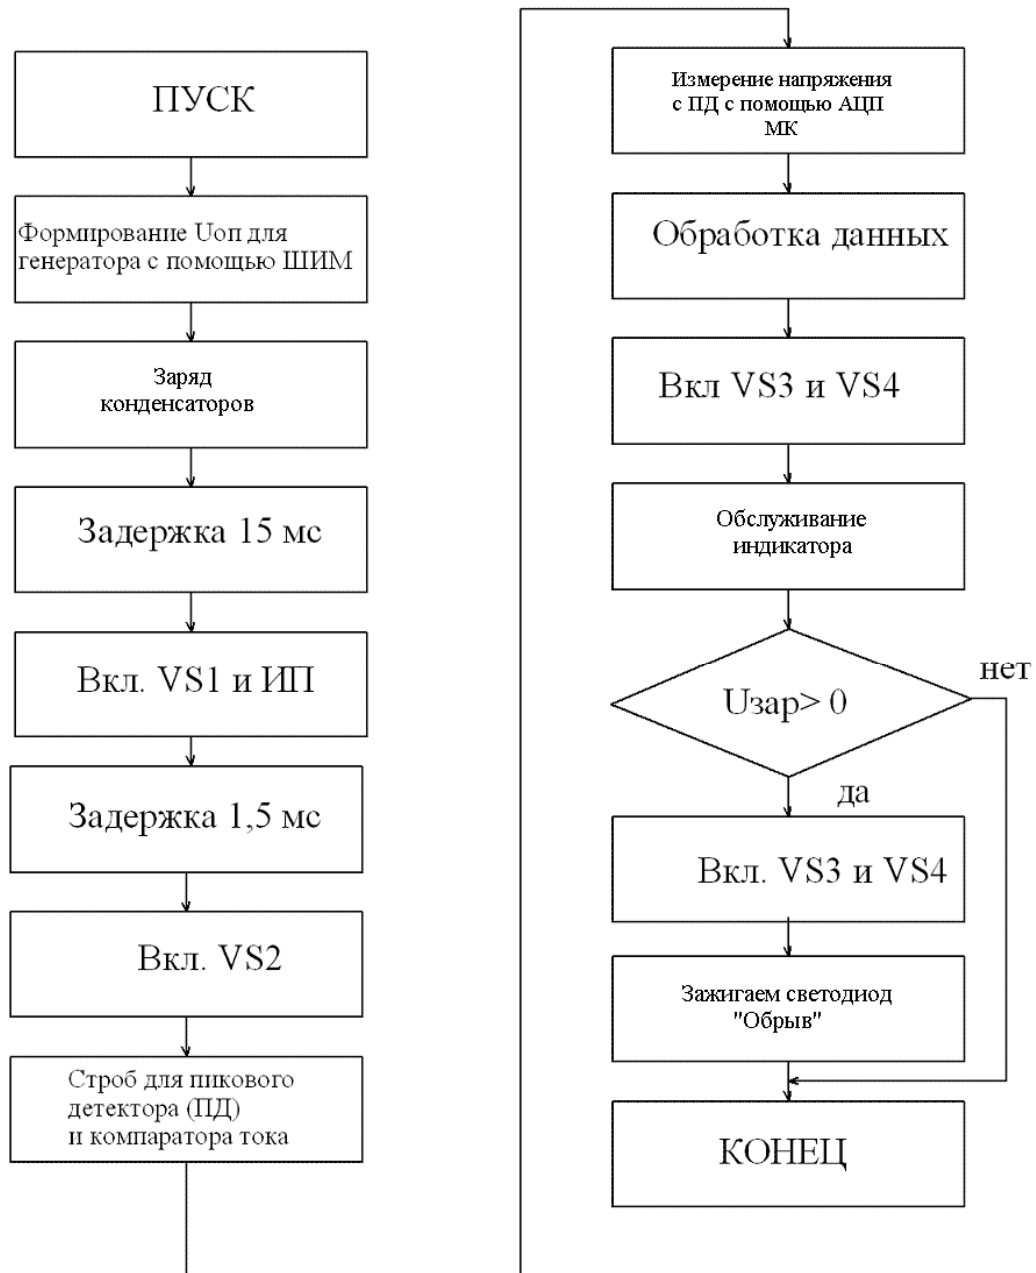 ПУСК
Формирование Uоп для
генератора с помощью ШИМ
Заряд
конденсаторов
Задержка 15 мс
Вкл. VS1 и ИП
Задержка 1,5 мс
Вкл. VS2
Строб для пикового
детектора (ПД)
и компаратора тока
Измерение напряжения
с ПД с помощью АЦП
МК
Обработка данных
Вкл VS3 и VS4
Обслуживание
индикатора
Uзар> 0
нет
да
Вкл. VS3 и VS4
Зажигаем светодиод
"Обрыв"
КОНЕЦ